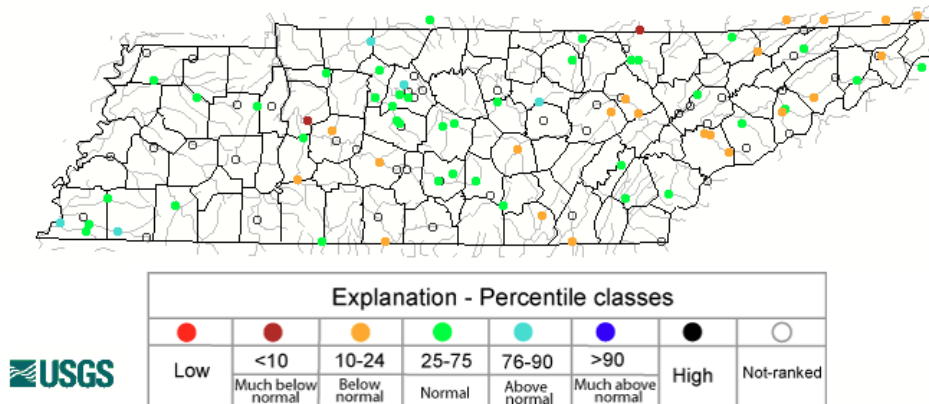 Explanation - Percentile classes
Low
<10
10-24
25-75
76-90
>90
High
Not-ranked
Much below
normal
Below
normal
Normal
Above
normal
Much above
normal
USGS